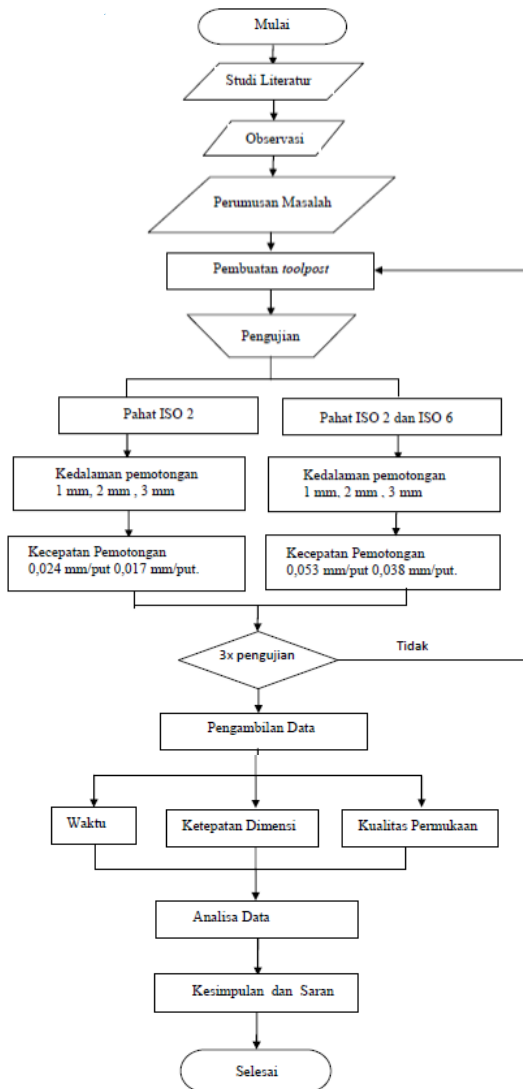 Mulai
Studi Literatur
Observasi
Perumusan Masalah
Pembuatan toolpost
Pengujian
Pahat ISO 2
Pahat ISO 2 dan ISO 6
Kedalaman pemotongan
1 mm, 2 mm , 3 mm
Kedalaman pemotongan
1 mm, 2 mm , 3 mm
Kecepatan Pemotongan
0,024 mm/put 0,017 mm/put.
Kecepatan Pemotongan
0,053 mm/put 0,038 mm/put.
3x pengujian
Tidak
Pengambilan Data
Waktu
Ketepatan Dimensi
Kualitas Permukaan
Analisa Data
Kesimpulan dan Saran
Selesai